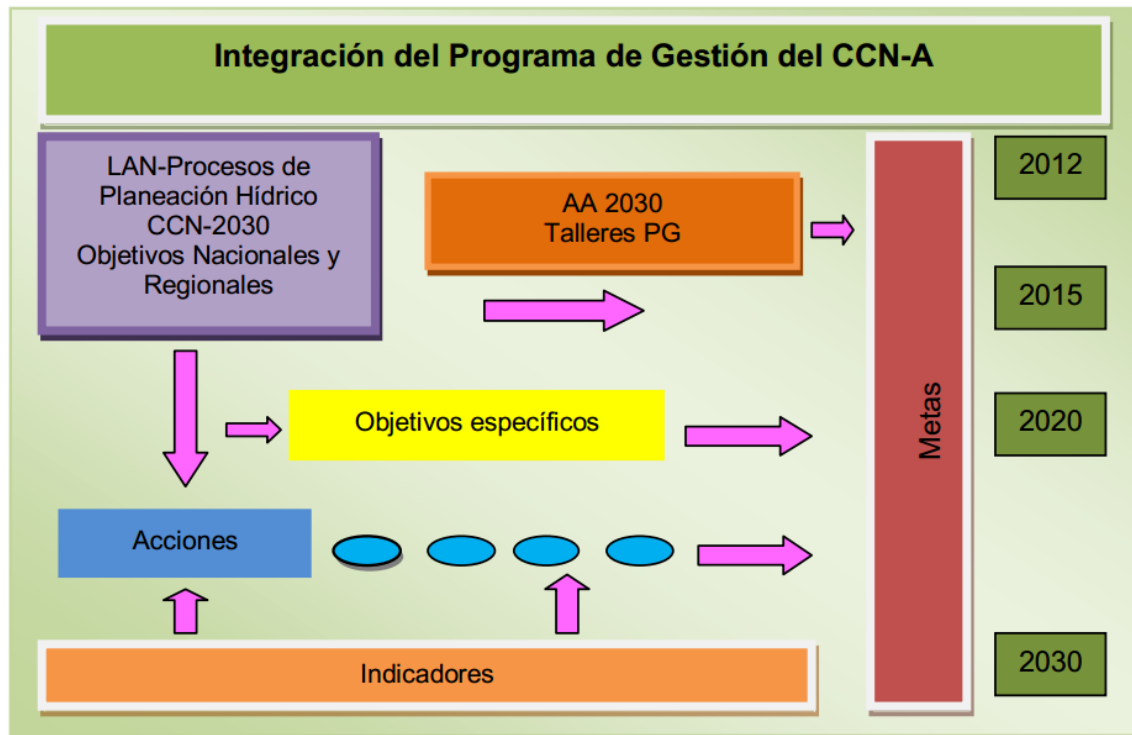 Integración del Programa de Gestión del CCN-A
LAN-Procesos de
Planeación Hídrico
CCN-2030
Objetivos Nacionales y
Regionales
AA 2030
Talleres PG
Objetivos específicos
Acciones
Indicadores
Metas
2012
2015
2020
2030